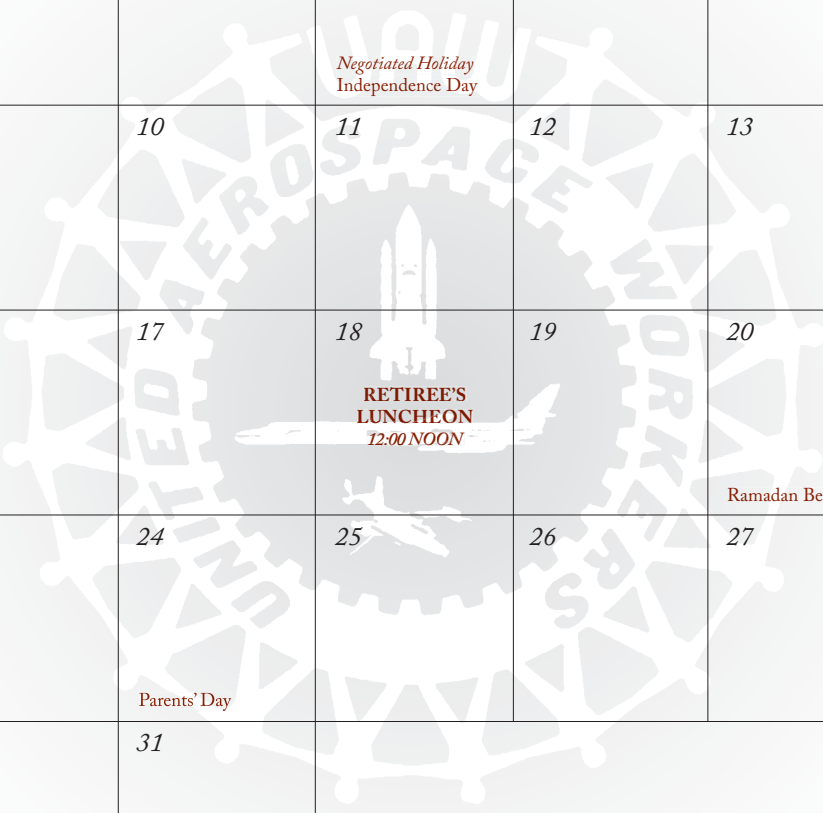 UAW
Negotiated Holiday
Independence Day
10
11
12
13
UNITED AEROSPACE WORKERS
17
18
19
20
RETIREE’S
LUNCHEON
12:00 NOON
Ramadan Be
24
25
26
27
Parents’ Day
31